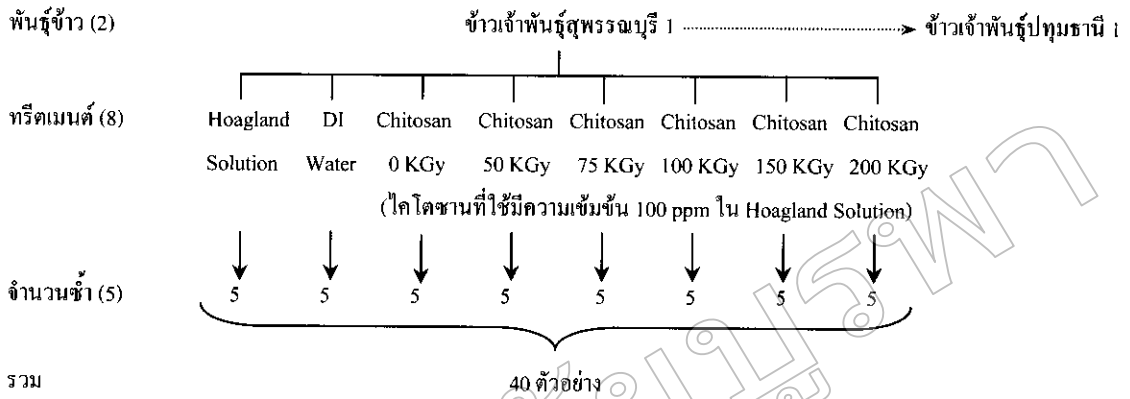 พันธุ์ข้าว (2) ข้าวเจ้าพันธุ์สุพรรณบุรี 1 ข้าวเจ้าพันธุ์ปทุมธานี 1
ทรีตเมนต์ (8) Hoagland DI Chitosan Chitosan Chitosan Chitosan Chitosan Chitosan
Solution Water 0 KGy 50 KGy 75 KGy 100 KGy 150 KGy 200 KGy
(ไคโตซานที่ใช้มีความเข้มข้น 100 ppm ใน Hoagland Solution)
จำนวนซ้ำ (5) 5 5 5 5 5 5 5 5
รวม 40 ตัวอย่าง